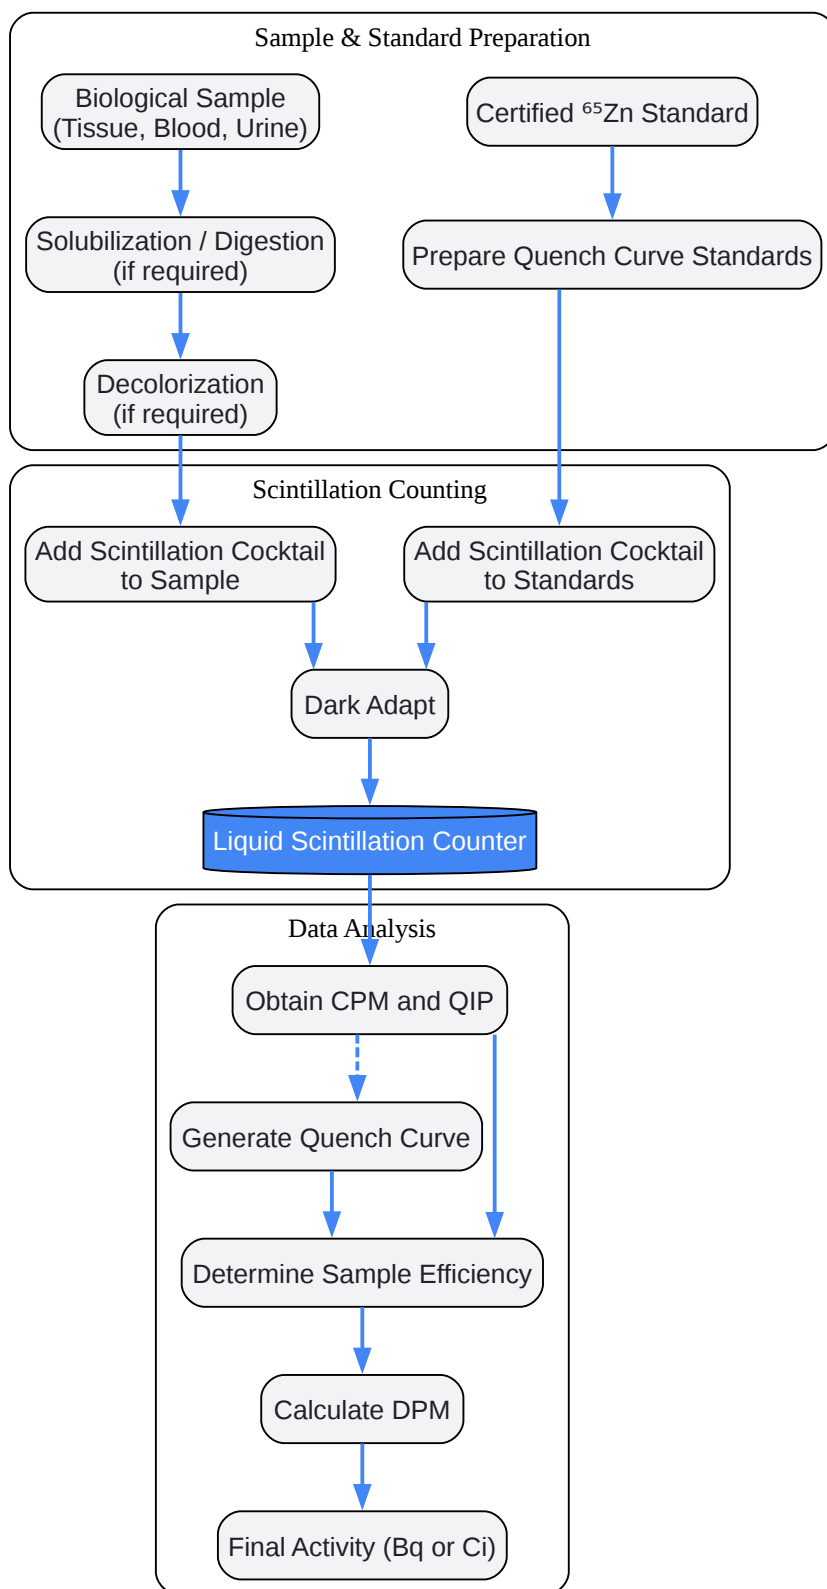 Sample & Standard Preparation
Biological Sample
(Tissue, Blood, Urine)
Certified ⁶⁵Zn Standard
Solubilization / Digestion
(if required)
Prepare Quench Curve Standards
Decolorization
(if required)
Scintillation Counting
Add Scintillation Cocktail
to Sample
Add Scintillation Cocktail
to Standards
Dark Adapt
Liquid Scintillation Counter
Data Analysis
Obtain CPM and QIP
Generate Quench Curve
Determine Sample Efficiency
Calculate DPM
Final Activity (Bq or Ci)